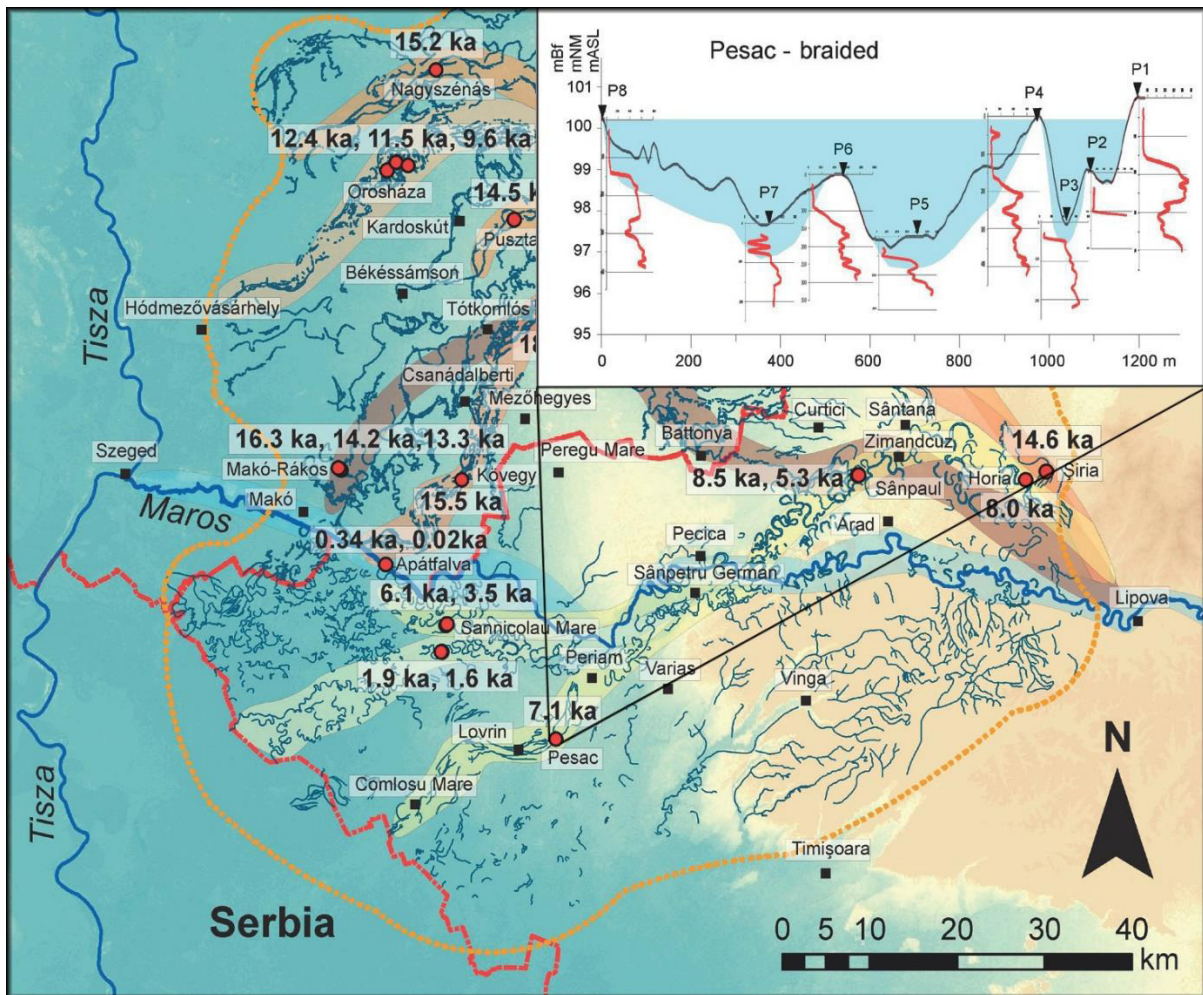 Pesac - braided
mBf
mNM
mASL
101
100
99
98
97
96
95
P8
P7
P6
P5
P4
P3
P2
P1
0
200
400
600
800
1000
1200 m
15.2 ka
Nagyszénás
12.4 ka, 11.5 ka, 9.6 ka
Orosháza
14.5 k
Kardoskút
Puszta
Békéssámson
Hódmezővásárhely
Tótkomlós
18
Tisza
Csanádalberti
Mezőhegyes
16.3 ka, 14.2 ka, 13.3 ka
Makó-Rákos
Szeged
Kövegy
15.5 ka
Makó
Maros
0.34 ka, 0.02ka
Apátfalva
6.1 ka, 3.5 ka
Sannicolau Mare
1.9 ka, 1.6 ka
Peregu Mare
Battonya
Curtici
Sântana
Zimandcuz
14.6 ka
Şiria
8.5 ka, 5.3 ka
Sânpaul
Horia
8.0 ka
Arad
Pecica
Sânpetru German
Lipova
Periam
Varias
Vinga
7.1 ka
Lovrin
Pesac
Comlosu Mare
Tisza
Timişoara
Serbia
N
0 5 10 20 30 40
km